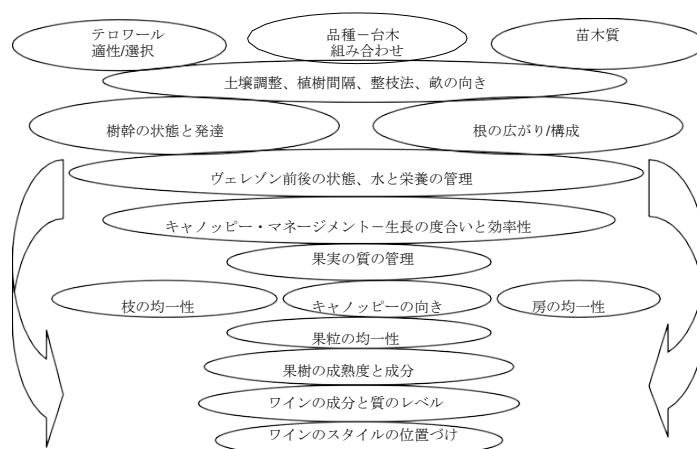 テロワール
適性/選択
品種－台木
組み合わせ
苗木質
土壌調整、植樹間隔、整枝法、畝の向き
樹幹の状態と発達
根の広がり/構成
ヴェレゾン前後の状態、水と栄養の管理
キャノッピー・マネージメント－生長の度合いと効率性
果実の質の管理
枝の均一性
キャノッピーの向き
房の均一性
果粒の均一性
果樹の成熟度と成分
ワインの成分と質のレベル
ワインのスタイルの位置づけ